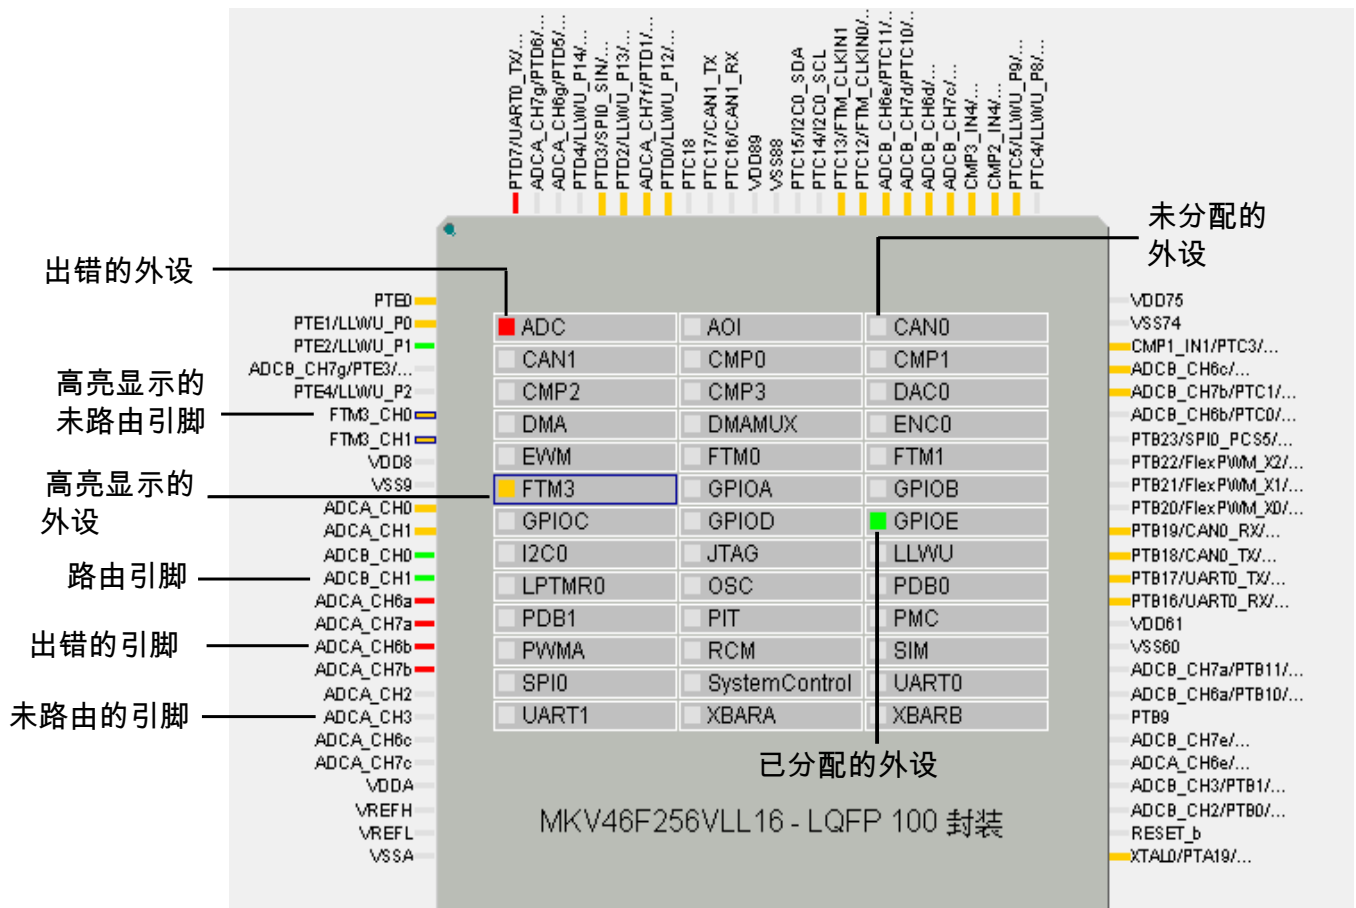 PTD7/UART0_TX/...
ADCA_CH7g/PTD6/...
ADCA_CH6g/PTD5/...
PTD4/LLWU_P14/...
PTD3/SPI0_SIN/...
PTD2/LLWU_P13/...
ADCA_CH7f/PTD1/...
PTD0/LLWU_P12/...
PTC18
PTC17/CAN1_TX
PTC16/CAN1_RX
VDD89
VSS88
PTC15/I2C0_SDA
PTC14/I2C0_SCL
PTC13/FTM_CLKIN1
PTC12/FTM_CLKIN0/...
ADCB_CH6e/PTC11/...
ADCB_CH7d/PTC10/...
ADCB_CH6d/...
ADCB_CH7c/...
CMP3_IN4/...
CMP2_IN4/...
PTC5/LLWU_P9/...
PTC4/LLWU_P8/...
未分配的
外设
出错的外设
高亮显示的
未路由引脚
高亮显示的
外设
路由引脚
出错的引脚
未路由的引脚
PTE0
PTE1/LLWU_P0
PTE2/LLWU_P1
ADCB_CH7g/PTE3/...
PTE4/LLWU_P2
FTM3_CH0
FTM3_CH1
VDD8
VSS9
ADCA_CH0
ADCA_CH1
ADCB_CH0
ADCB_CH1
ADCA_CH6a
ADCA_CH7a
ADCA_CH6b
ADCA_CH7b
ADCA_CH2
ADCA_CH3
ADCA_CH6c
ADCA_CH7c
VDDA
VREFH
VREFL
VSSA
ADC AOI CAN0
CAN1 CMP0 CMP1
CMP2 CMP3 DAC0
DMA DMAMUX ENC0
EWM FTM0 FTM1
FTM3 GPIOA GPIOB
GPIOC GPIOD GPIOE
I2C0 JTAG LLWU
LPTMR0 OSC PDB0
PDB1 PIT PMC
PWMA RCM SIM
SPI0 SystemControl UART0
UART1 XBARA XBARB
已分配的外设
MKV46F256VLL16 - LQFP 100 封装
VDD75
VSS74
CMP1_IN1/PTC3/...
ADCB_CH6c/...
ADCB_CH7b/PTC1/...
ADCB_CH6b/PTC0/...
PTB23/SPI0_PCS5/...
PTB22/FlexPWM_X2/...
PTB21/FlexPWM_X1/...
PTB20/FlexPWM_X0/...
PTB19/CAN0_RX/...
PTB18/CAN0_TX/...
PTB17/UART0_TX/...
PTB16/UART0_RX/...
VDD61
VSS60
ADCB_CH7a/PTB11/...
ADCB_CH6a/PTB10/...
PTB9
ADCB_CH7e/...
ADCA_CH6e/...
ADCB_CH3/PTB1/...
ADCB_CH2/PTB0/...
RESET_b
XTAL0/PTA19/...